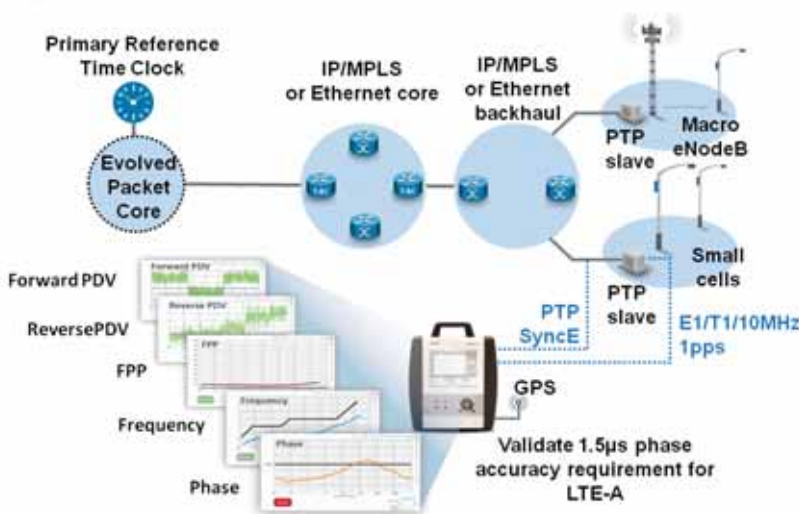 Primary Reference
Time Clock
IP/MPLS
or Ethernet core
IP/MPLS
or Ethernet
backhaul
PTP
slave
Macro
eNodeB
Evolved
Packet
Core
Small
cells
PTP
slave
Forward PDV
Forward PDV
ReversePDV
Reverse PDV
FPP
FPP
Frequency
Frequency
Phase
Phase
PTP
SyncE
E1/T1/10MHz
1pps
GPS
Validate 1.5µs phase
accuracy requirement for
LTE-A